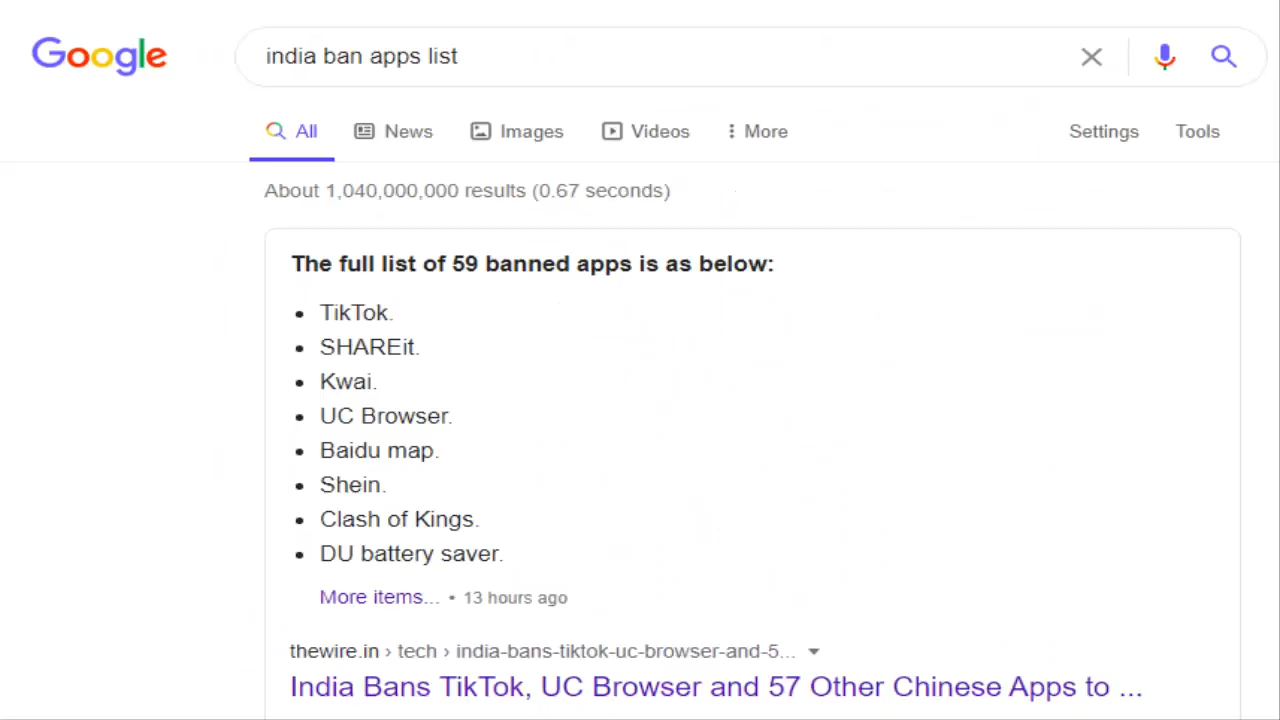 Google
india ban apps list
All News Images Videos More Settings Tools
About 1,040,000,000 results (0.67 seconds)
The full list of 59 banned apps is as below:
• TikTok.
• SHAREit.
• Kwai.
• UC Browser.
• Baidu map.
• Shein.
• Clash of Kings.
• DU battery saver.
More items... • 13 hours ago
thewire.in › tech › india-bans-tiktok-uc-browser-and-5...
India Bans TikTok, UC Browser and 57 Other Chinese Apps to ...